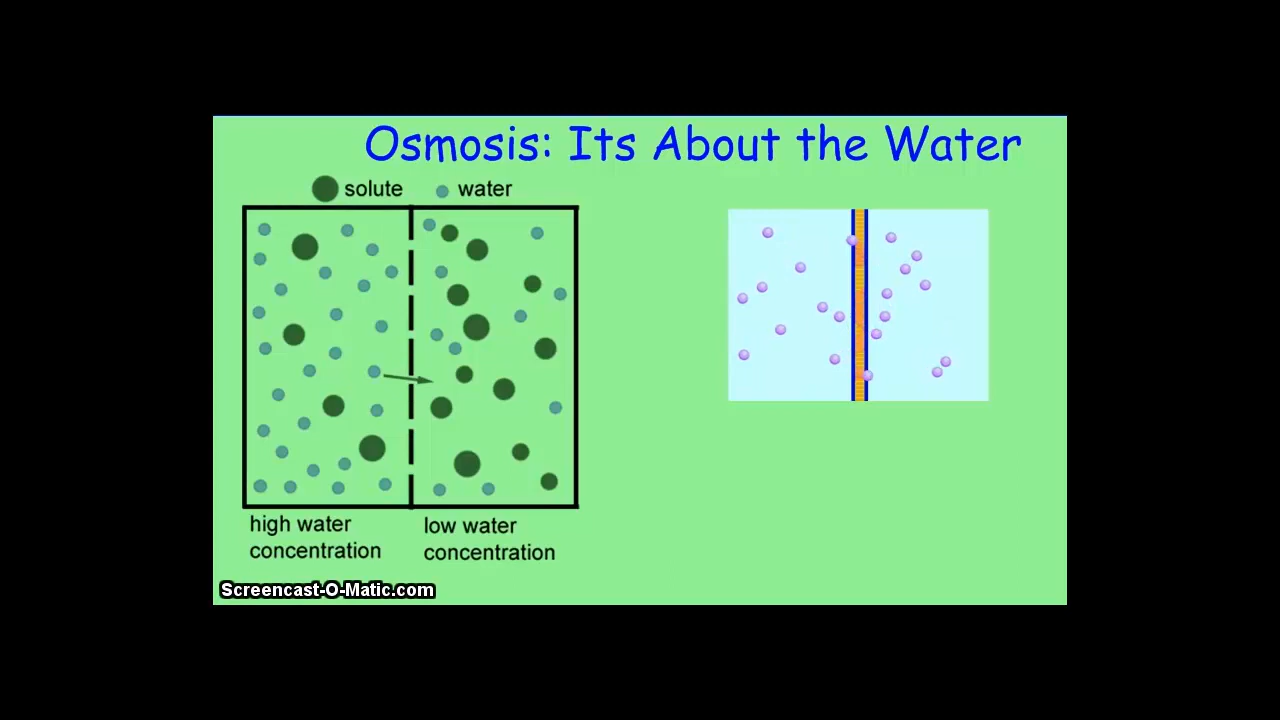 Osmosis: Its About the Water
solute water
high water
concentration
low water
concentration
Screencast-O-Matic.com